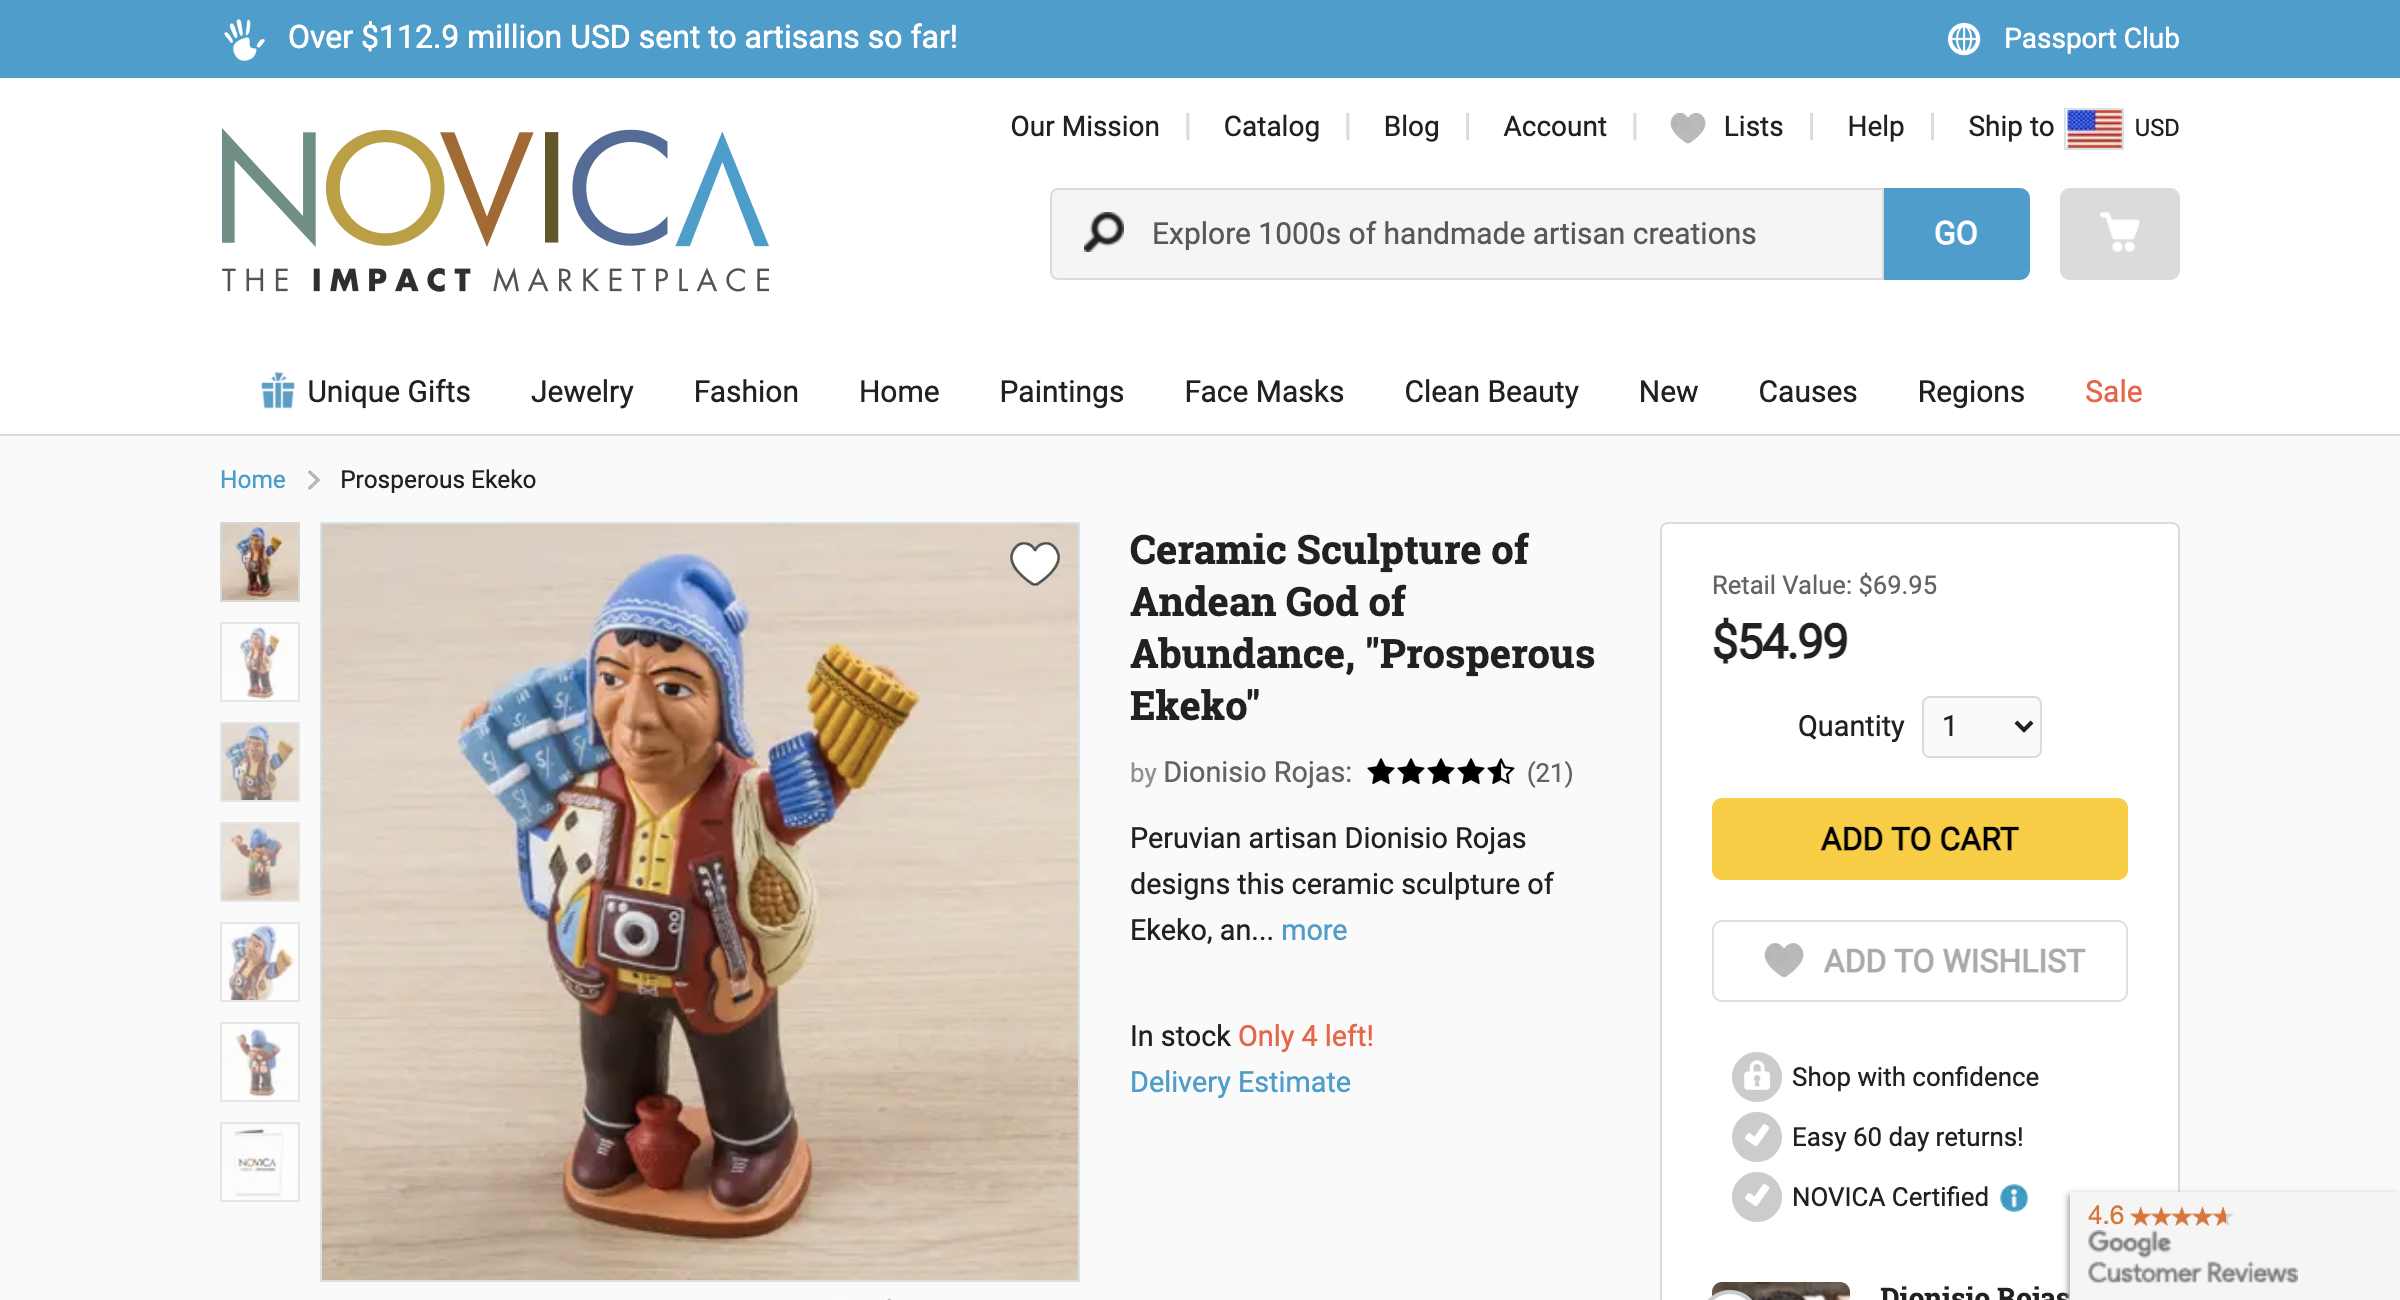 Over $112.9 million USD sent to artisans so far!
Passport Club
NOVICA
THE IMPACT MARKETPLACE
Our Mission
Catalog
Blog
Account
Lists
Help
Ship to
USD
Explore 1000s of handmade artisan creations
GO
Unique Gifts
Jewelry
Fashion
Home
Paintings
Face Masks
Clean Beauty
New
Causes
Regions
Sale
Home
Prosperous Ekeko
Ceramic Sculpture of
Andean God of
Abundance, "Prosperous
Ekeko"
by Dionisio Rojas:
(21)
Peruvian artisan Dionisio Rojas
designs this ceramic sculpture of
Ekeko, an... more
In stock Only 4 left!
Delivery Estimate
Retail Value: $69.95
$54.99
Quantity
1
ADD TO CART
ADD TO WISHLIST
Shop with confidence
Easy 60 day returns!
NOVICA Certified
NOVICA
4.6
Google
Customer Reviews
Dionisio Rojas